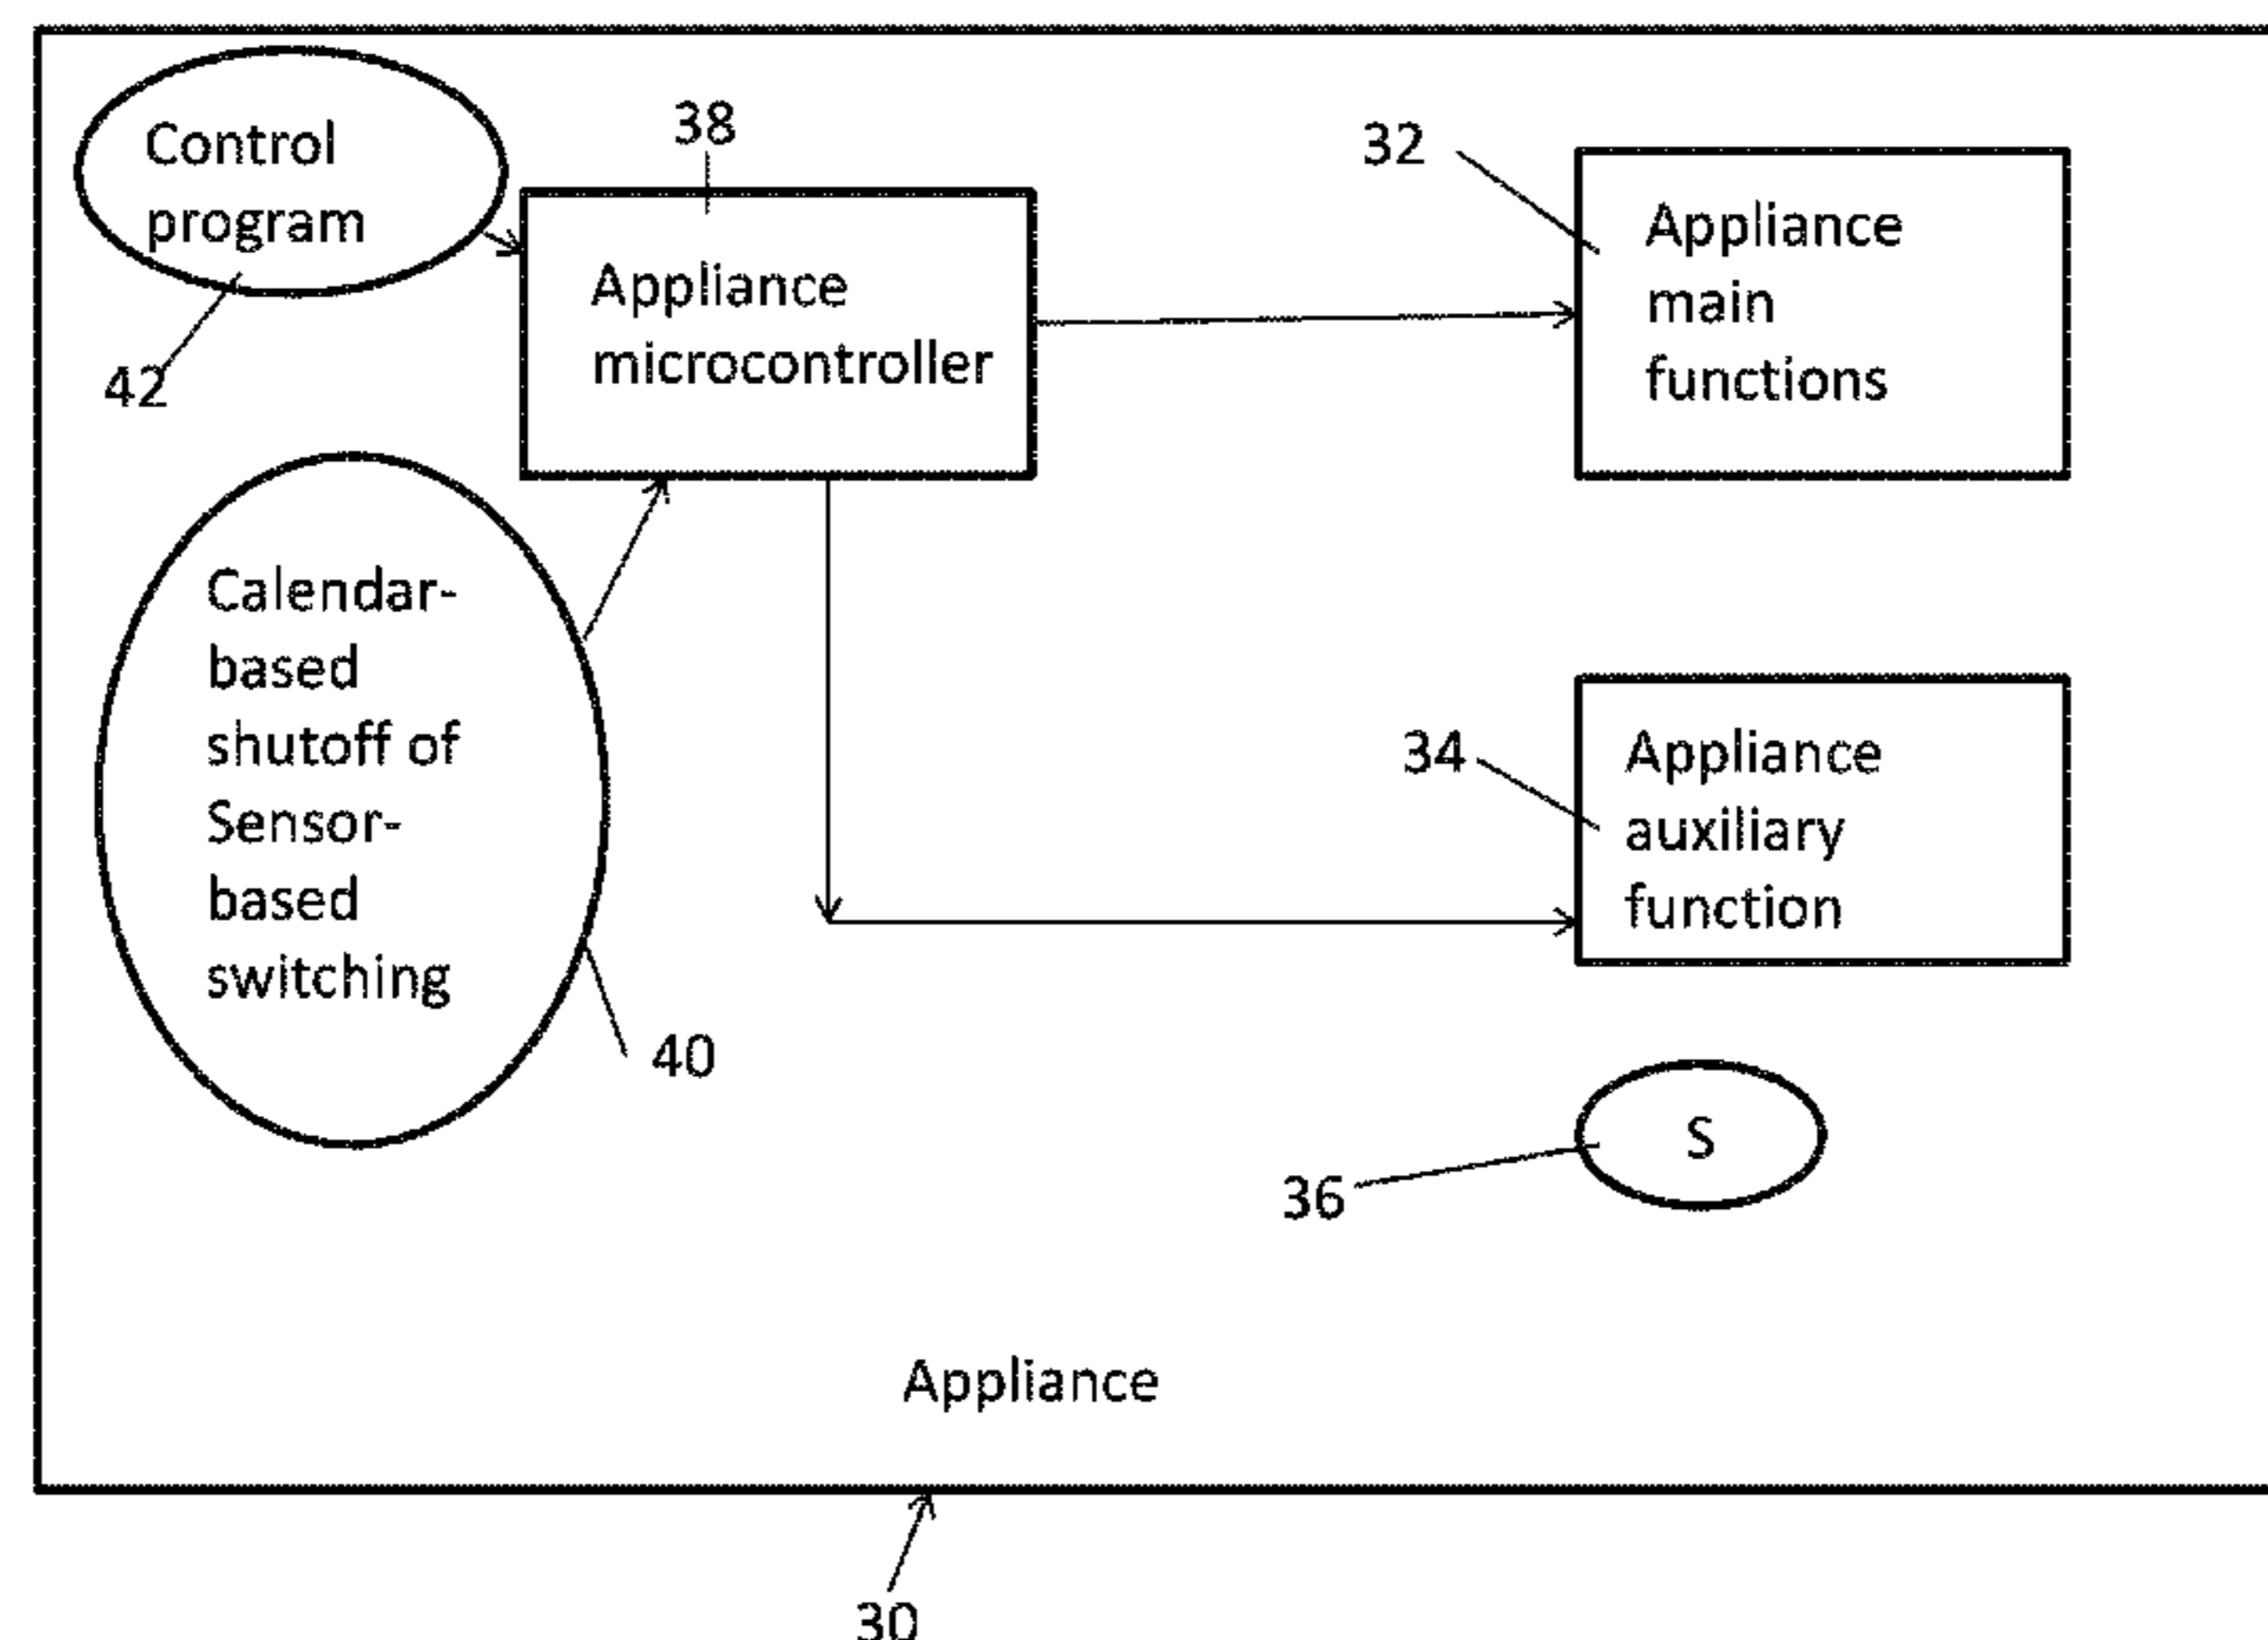 Control
program
42
38
Appliance
microcontroller
32
Appliance
main
functions
Calendar-
based
shutoff of
Sensor-
based
switching
40
34
Appliance
auxiliary
function
36
S
Appliance
30